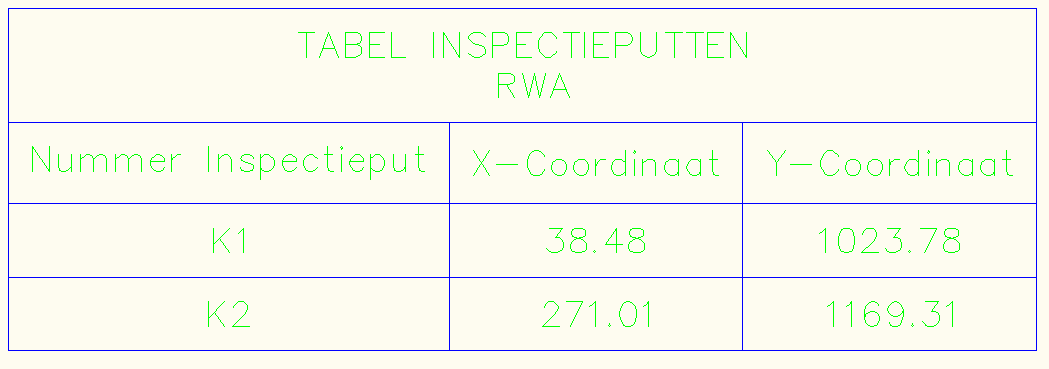 TABEL INSPECTIEPUTTEN
RWA
Nummer Inspectieput X-Coordinaat Y-Coordinaat
K1 38.48 1023.78
K2 271.01 1169.31